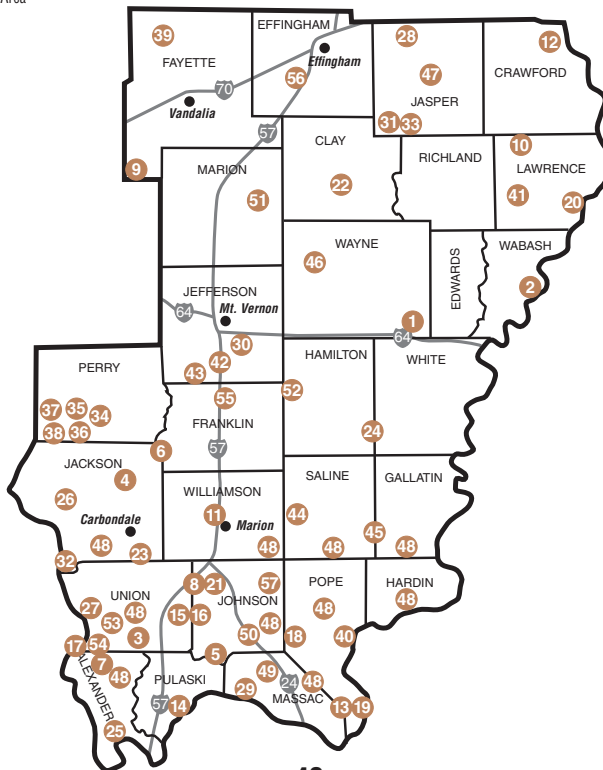 Area
EFFINGHAM
39
28
12
FAYETTE
Effingham
47
CRAWFORD
56
70
JASPER
Vandalia
31 33
57
CLAY
10
RICHLAND
9
MARION
LAWRENCE
22
41
51
20
WAYNE
WABASH
46
EDWARDS
2
JEFFERSON
64
Mt. Vernon
1
30
64
HAMILTON
WHITE
PERRY
42
43
52
55
37 35
34
FRANKLIN
38 36
24
57
6
JACKSON
SALINE
GALLATIN
4
WILLIAMSON
26
11
44
Carbondale
Marion
45
48
48
48
48
23
32
8 21
57
POPE
HARDIN
UNION
JOHNSON
48
27
48
48
15 16
53
48
50
18
40
3
17 54
5
7
ALEXANDER
48
PULASKI
49
24
48
29
MASSAC
57
14
13 19
25